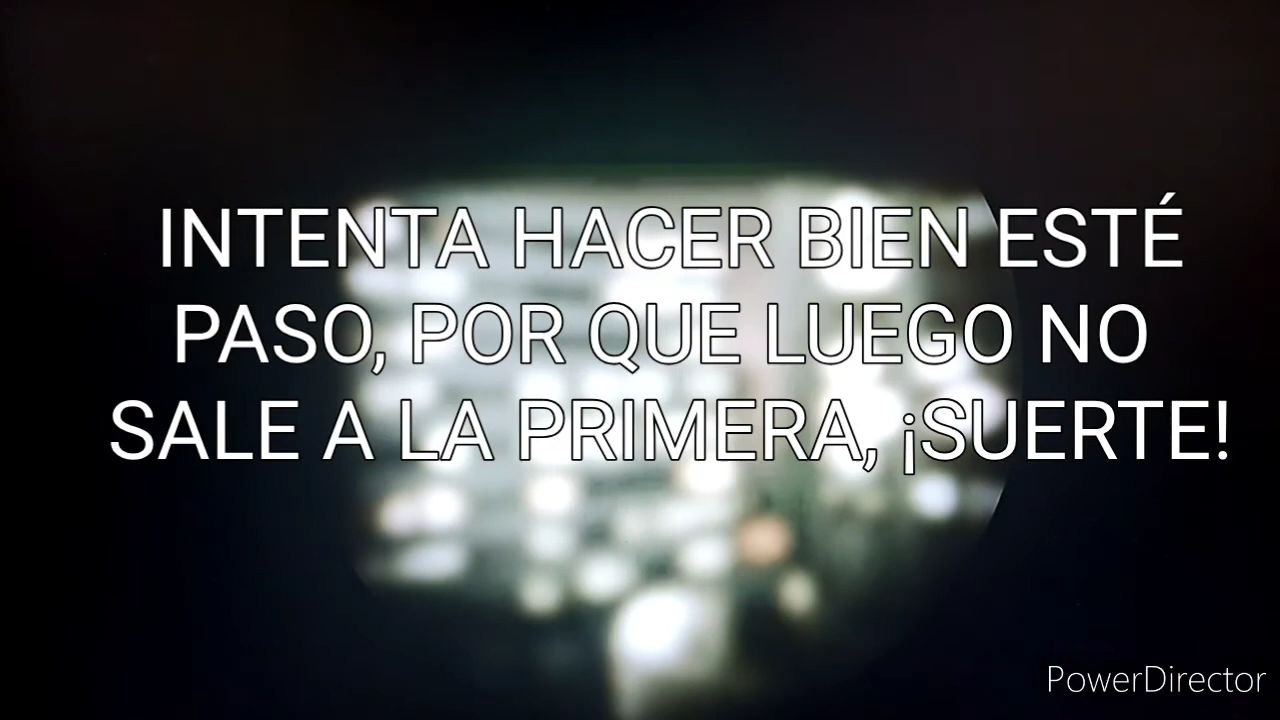 INTENTA HACER BIEN ESTÉ
PASO, POR QUE LUEGO NO
SALE A LA PRIMERA, ¡SUERTE!
PowerDirector